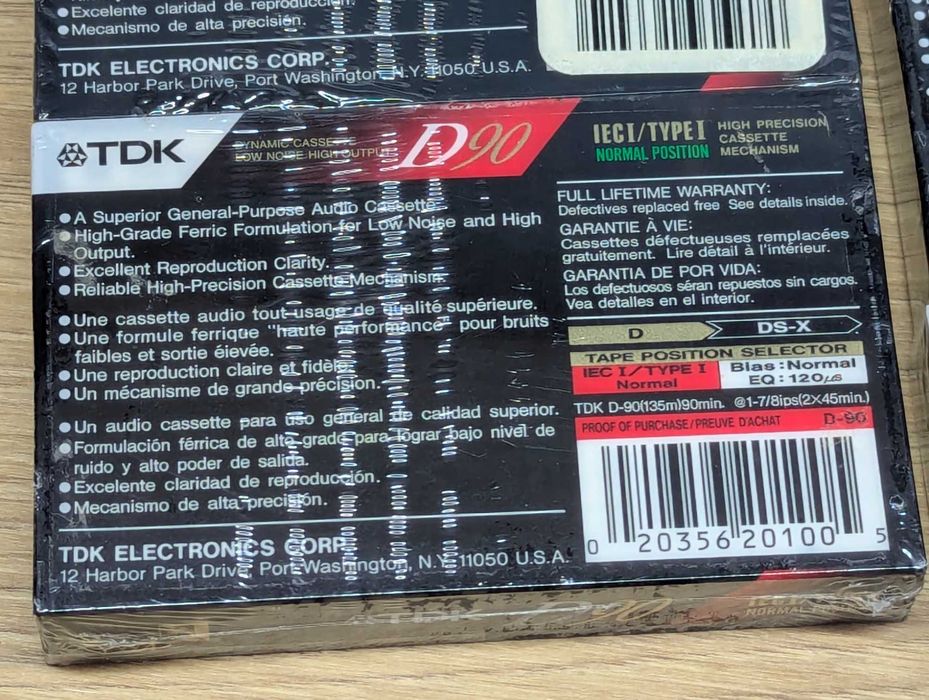 ● Excelente claridad de reproducción.
● Mecanismo de alta precisión.
TDK ELECTRONICS CORP.
12 Harbor Park Drive, Port Washington, N.Y. 11050 U.S.A.
TDK
DYNAMIC CASSETTE
LOW NOISE HIGH OUTPUT
D90
IECI/TYPE I
NORMAL POSITION
HIGH PRECISION
CASSETTE
MECHANISM
● A Superior General-Purpose Audio Cassette.
● High-Grade Ferric Formulation for Low Noise and High
Output.
● Excellent Reproduction Clarity.
● Reliable High-Precision Cassette Mechanism.
● Une cassette audio tout usage de qualité supérieure.
● Une formule ferrique "haute performance" pour bruits
faibles et sortie éievée.
● Une reproduction claire et fidèle.
● Un mécanisme de grande précision.
● Un audio cassette para uso general de calidad superior.
● Formulación férrica de alto grado para lograr bajo nivel de
ruido y alto poder de salida.
● Excelente claridad de reproducción.
● Mecanismo de alta precisión.
TDK ELECTRONICS CORP.
12 Harbor Park Drive, Port Washington, N.Y. 11050 U.S.A.
FULL LIFETIME WARRANTY:
Defectives replaced free See details inside.
GARANTIE À VIE:
Cassettes défectueuses remplacées
gratuitement. Lire détail à l'intérieur.
GARANTIA DE POR VIDA:
Los defectuosos séran repuestos sin cargos.
Vea detalles en el interior.
D DS-X
TAPE POSITION SELECTOR
IEC I/TYPE I
Normal
Bias:Normal
EQ:120µs
TDK D-90(135m)90min. @1-7/8ips(2×45min.)
PROOF OF PURCHASE/PREUVE D'ACHAT D-90
0 20356 20100 5
TDK
D90
NORMAL